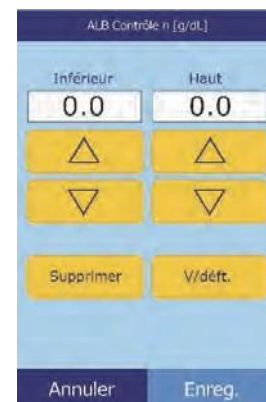 ALB Contrôle n [g/dL]
Inférieur Haut
0.0 0.0
Supprimer V/déft.
Annuler Enreg.